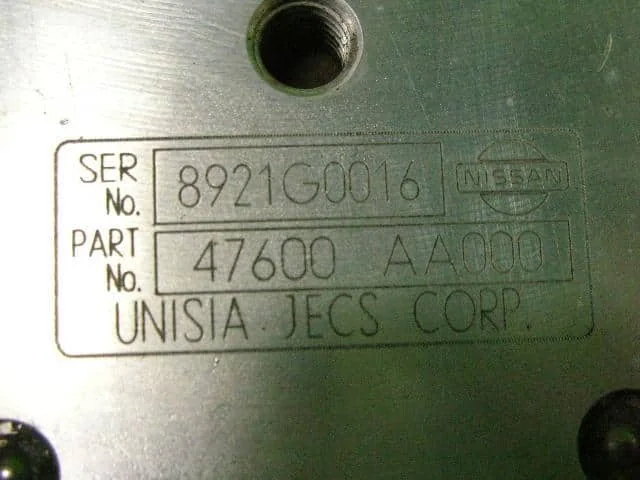 SER No. 8921G0016 NISSAN
PART No. 47600 AA000
UNISIA JECS CORP.